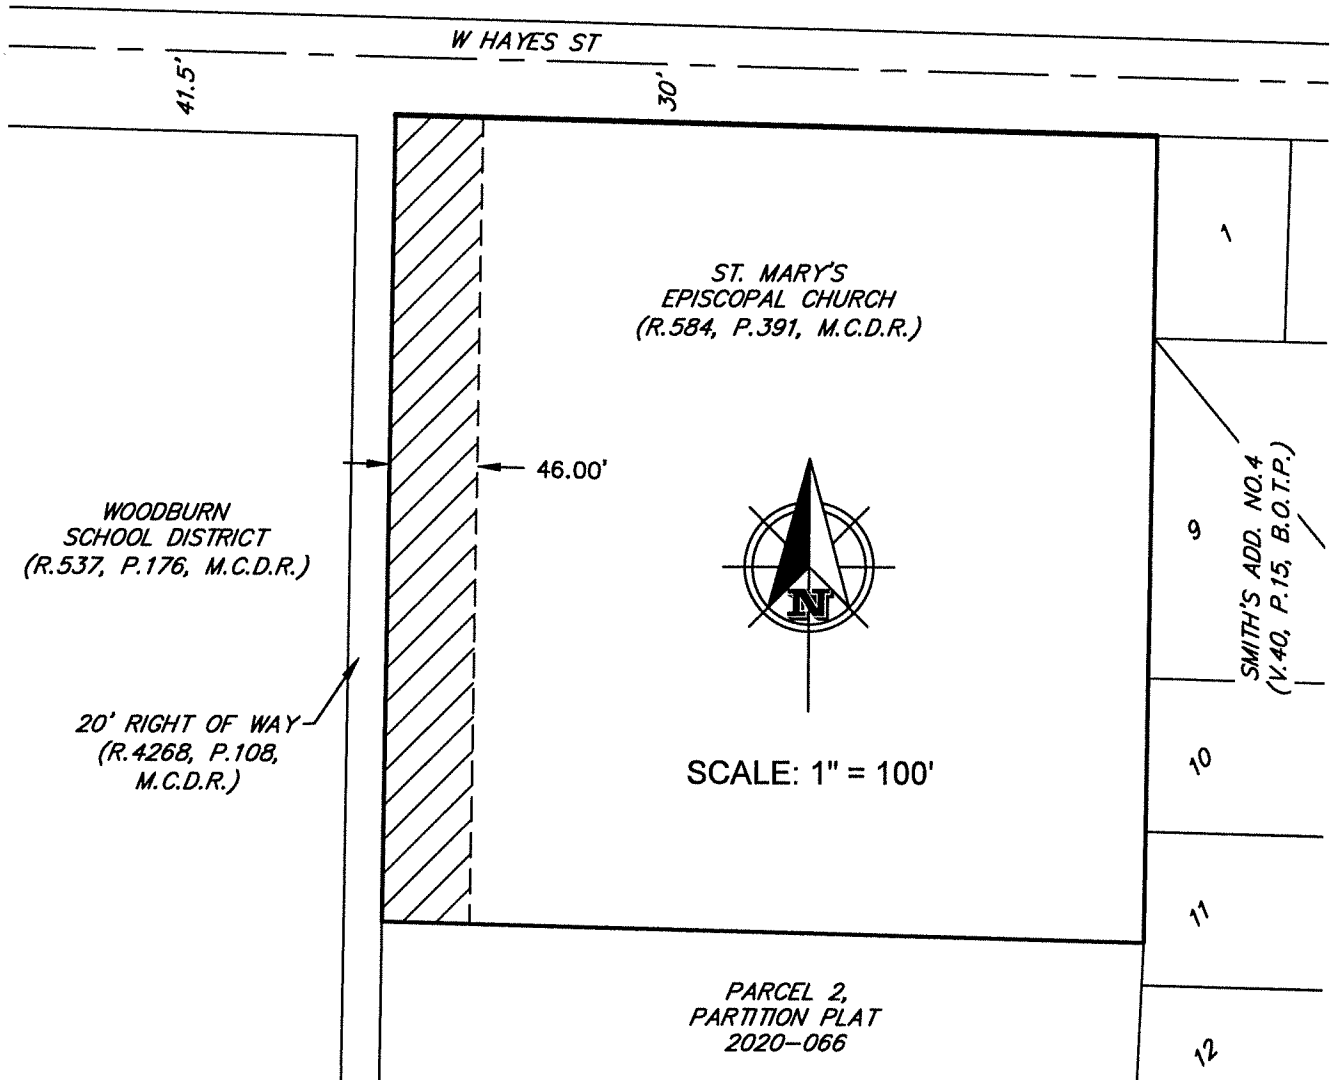 W HAYES ST
41.5'
30'
ST. MARY'S
EPISCOPAL CHURCH
(R.584, P.391, M.C.D.R.)
1
46.00'
WOODBURN
SCHOOL DISTRICT
(R.537, P.176, M.C.D.R.)
9
SMITH'S ADD. NO.4
(V.40, P.15, B.O.T.P.)
N
20' RIGHT OF WAY
(R.4268, P.108,
M.C.D.R.)
SCALE: 1" = 100'
10
11
PARCEL 2,
PARTITION PLAT
2020-066
12